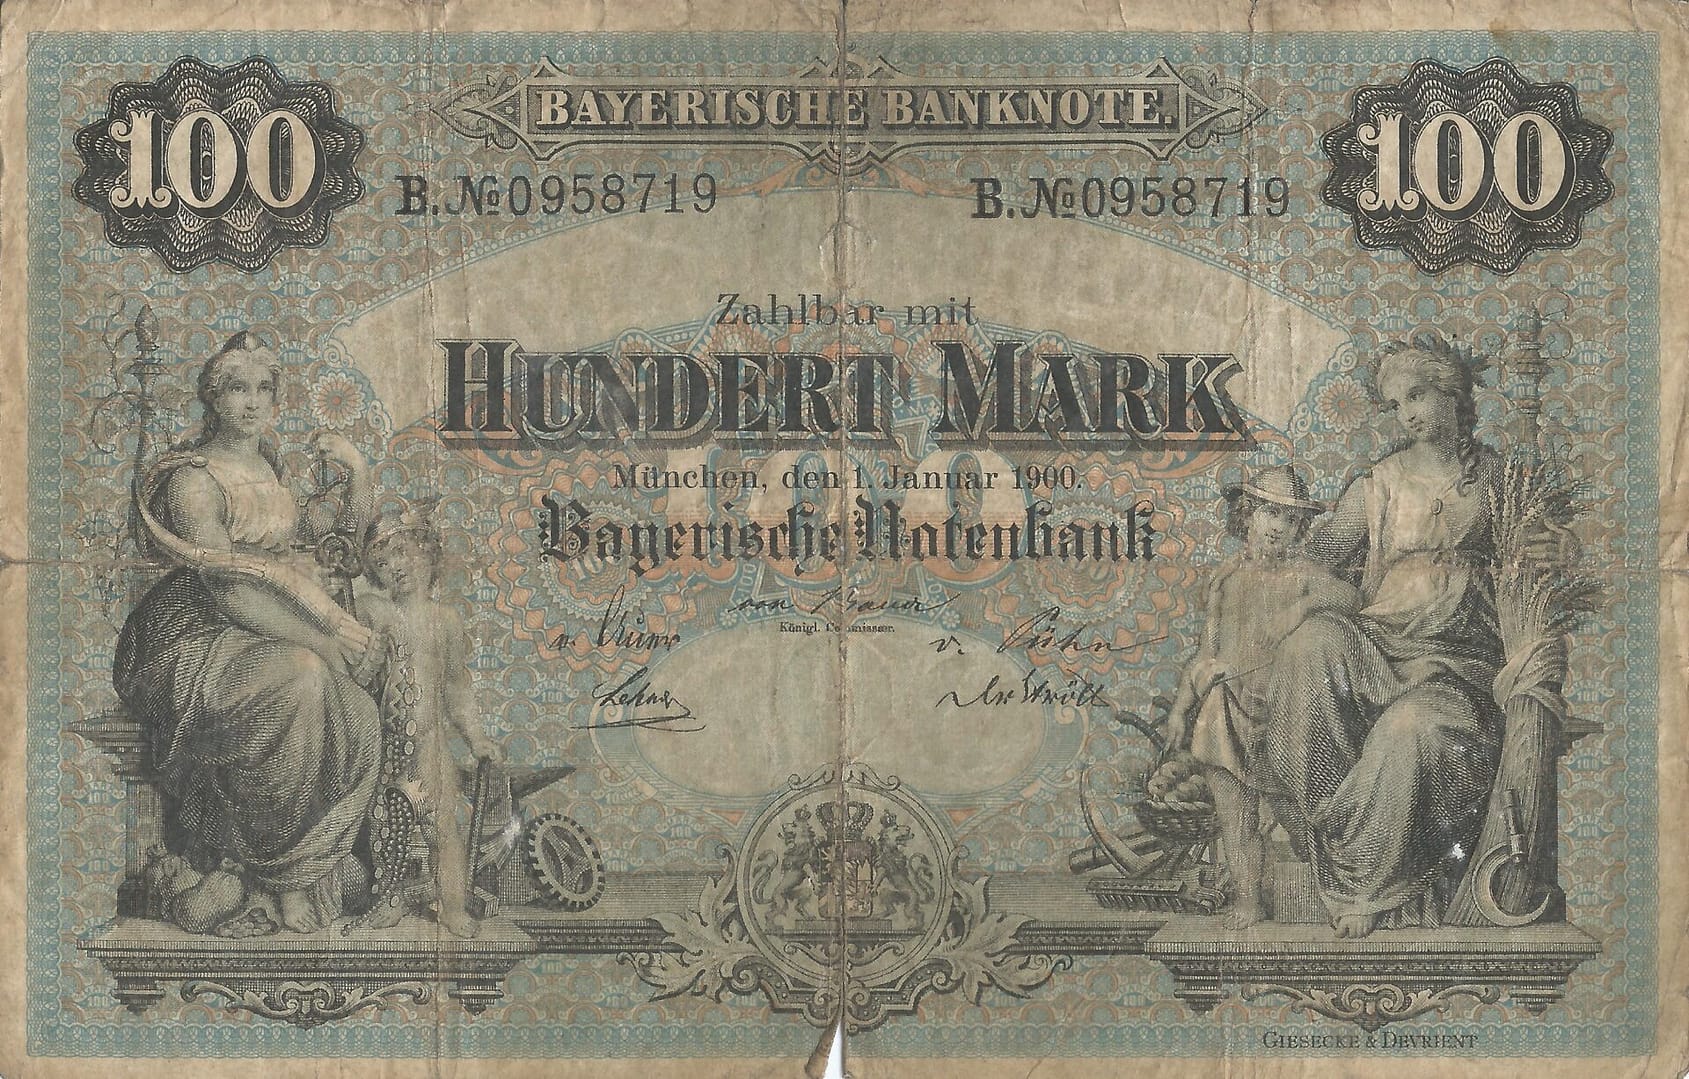 100 BAYERISCHE BANKNOTE. 100
B. № 0958719 B. № 0958719
Zahlbar mit
HUNDERT MARK
München, den 1. Januar 1900.
Bayerische Notenbank
Königl. Commissær.
GIESECKE & DEVRIENT